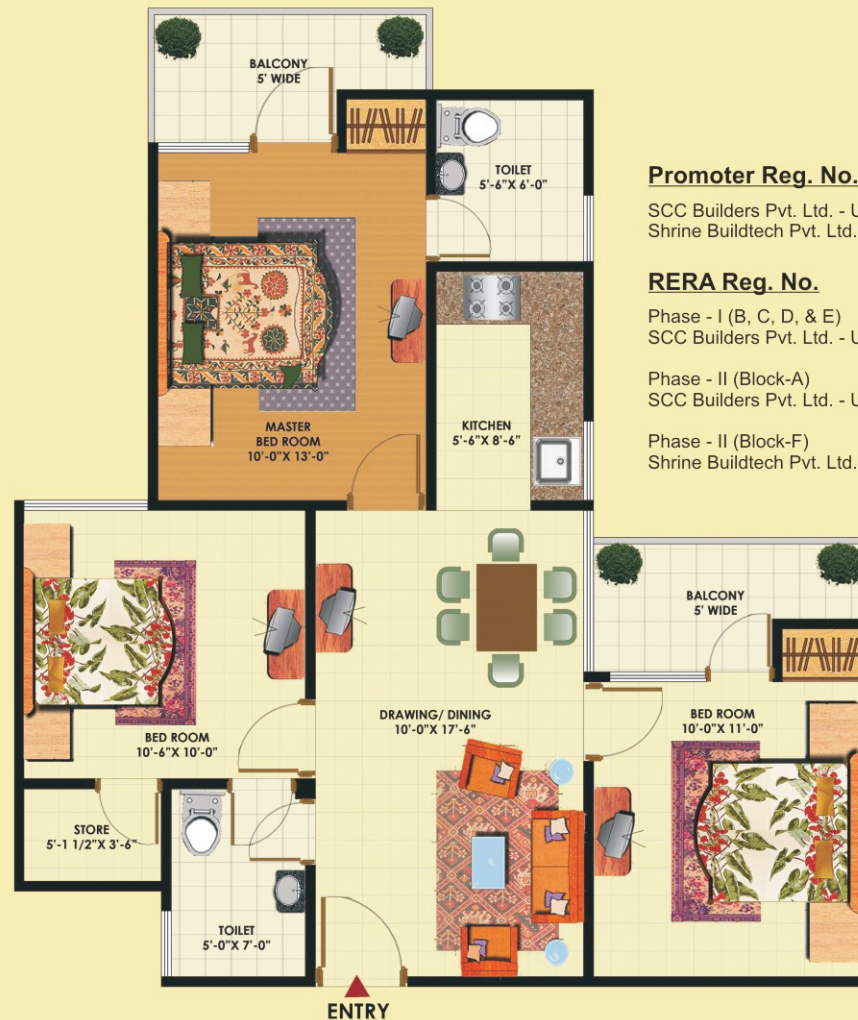 BALCONY
5' WIDE
TOILET
5'-6"X 6'-0"
Promoter Reg. No.
SCC Builders Pvt. Ltd. - U
Shrine Buildtech Pvt. Ltd.
RERA Reg. No.
Phase - I (B, C, D, & E)
SCC Builders Pvt. Ltd. - U
Phase - II (Block-A)
SCC Builders Pvt. Ltd. - U
Phase - II (Block-F)
Shrine Buildtech Pvt. Ltd.
MASTER
BED ROOM
10'-0"X 13'-0"
KITCHEN
5'-6"X 8'-6"
BALCONY
5' WIDE
BED ROOM
10'-6"X 10'-0"
DRAWING/ DINING
10'-0"X 17'-6"
BED ROOM
10'-0"X 11'-0"
STORE
5'-1 1/2"X 3'-6"
TOILET
5'-0"X 7'-0"
ENTRY